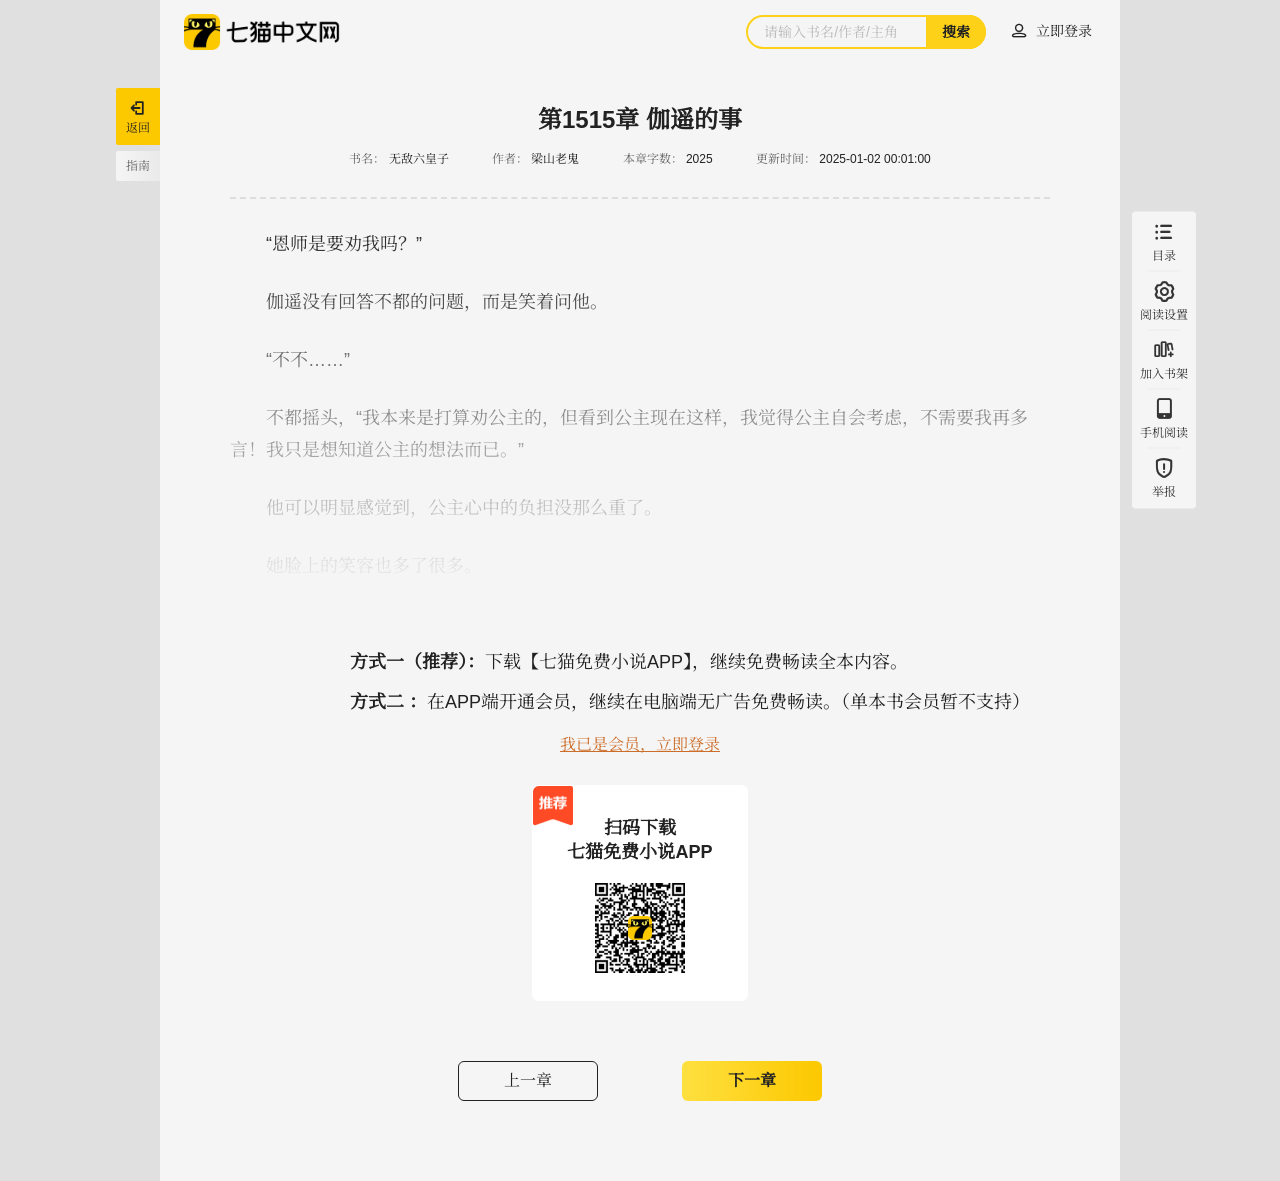 七猫中文网
请输入书名/作者/主角
搜索
立即登录
返回
指南
第1515章 伽遥的事
书名： 无敌六皇子 作者： 梁山老鬼 本章字数： 2025 更新时间： 2025-01-02 00:01:00
“恩师是要劝我吗？”
伽遥没有回答不都的问题，而是笑着问他。
“不不……”
不都摇头，“我本来是打算劝公主的，但看到公主现在这样，我觉得公主自会考虑，不需要我再多
言！我只是想知道公主的想法而已。”
他可以明显感觉到，公主心中的负担没那么重了。
她脸上的笑容也多了很多。
目录
阅读设置
加入书架
手机阅读
举报
方式一（推荐）：下载【七猫免费小说APP】，继续免费畅读全本内容。
方式二 ：在APP端开通会员，继续在电脑端无广告免费畅读。（单本书会员暂不支持）
我已是会员，立即登录
推荐
扫码下载
七猫免费小说APP
上一章
下一章